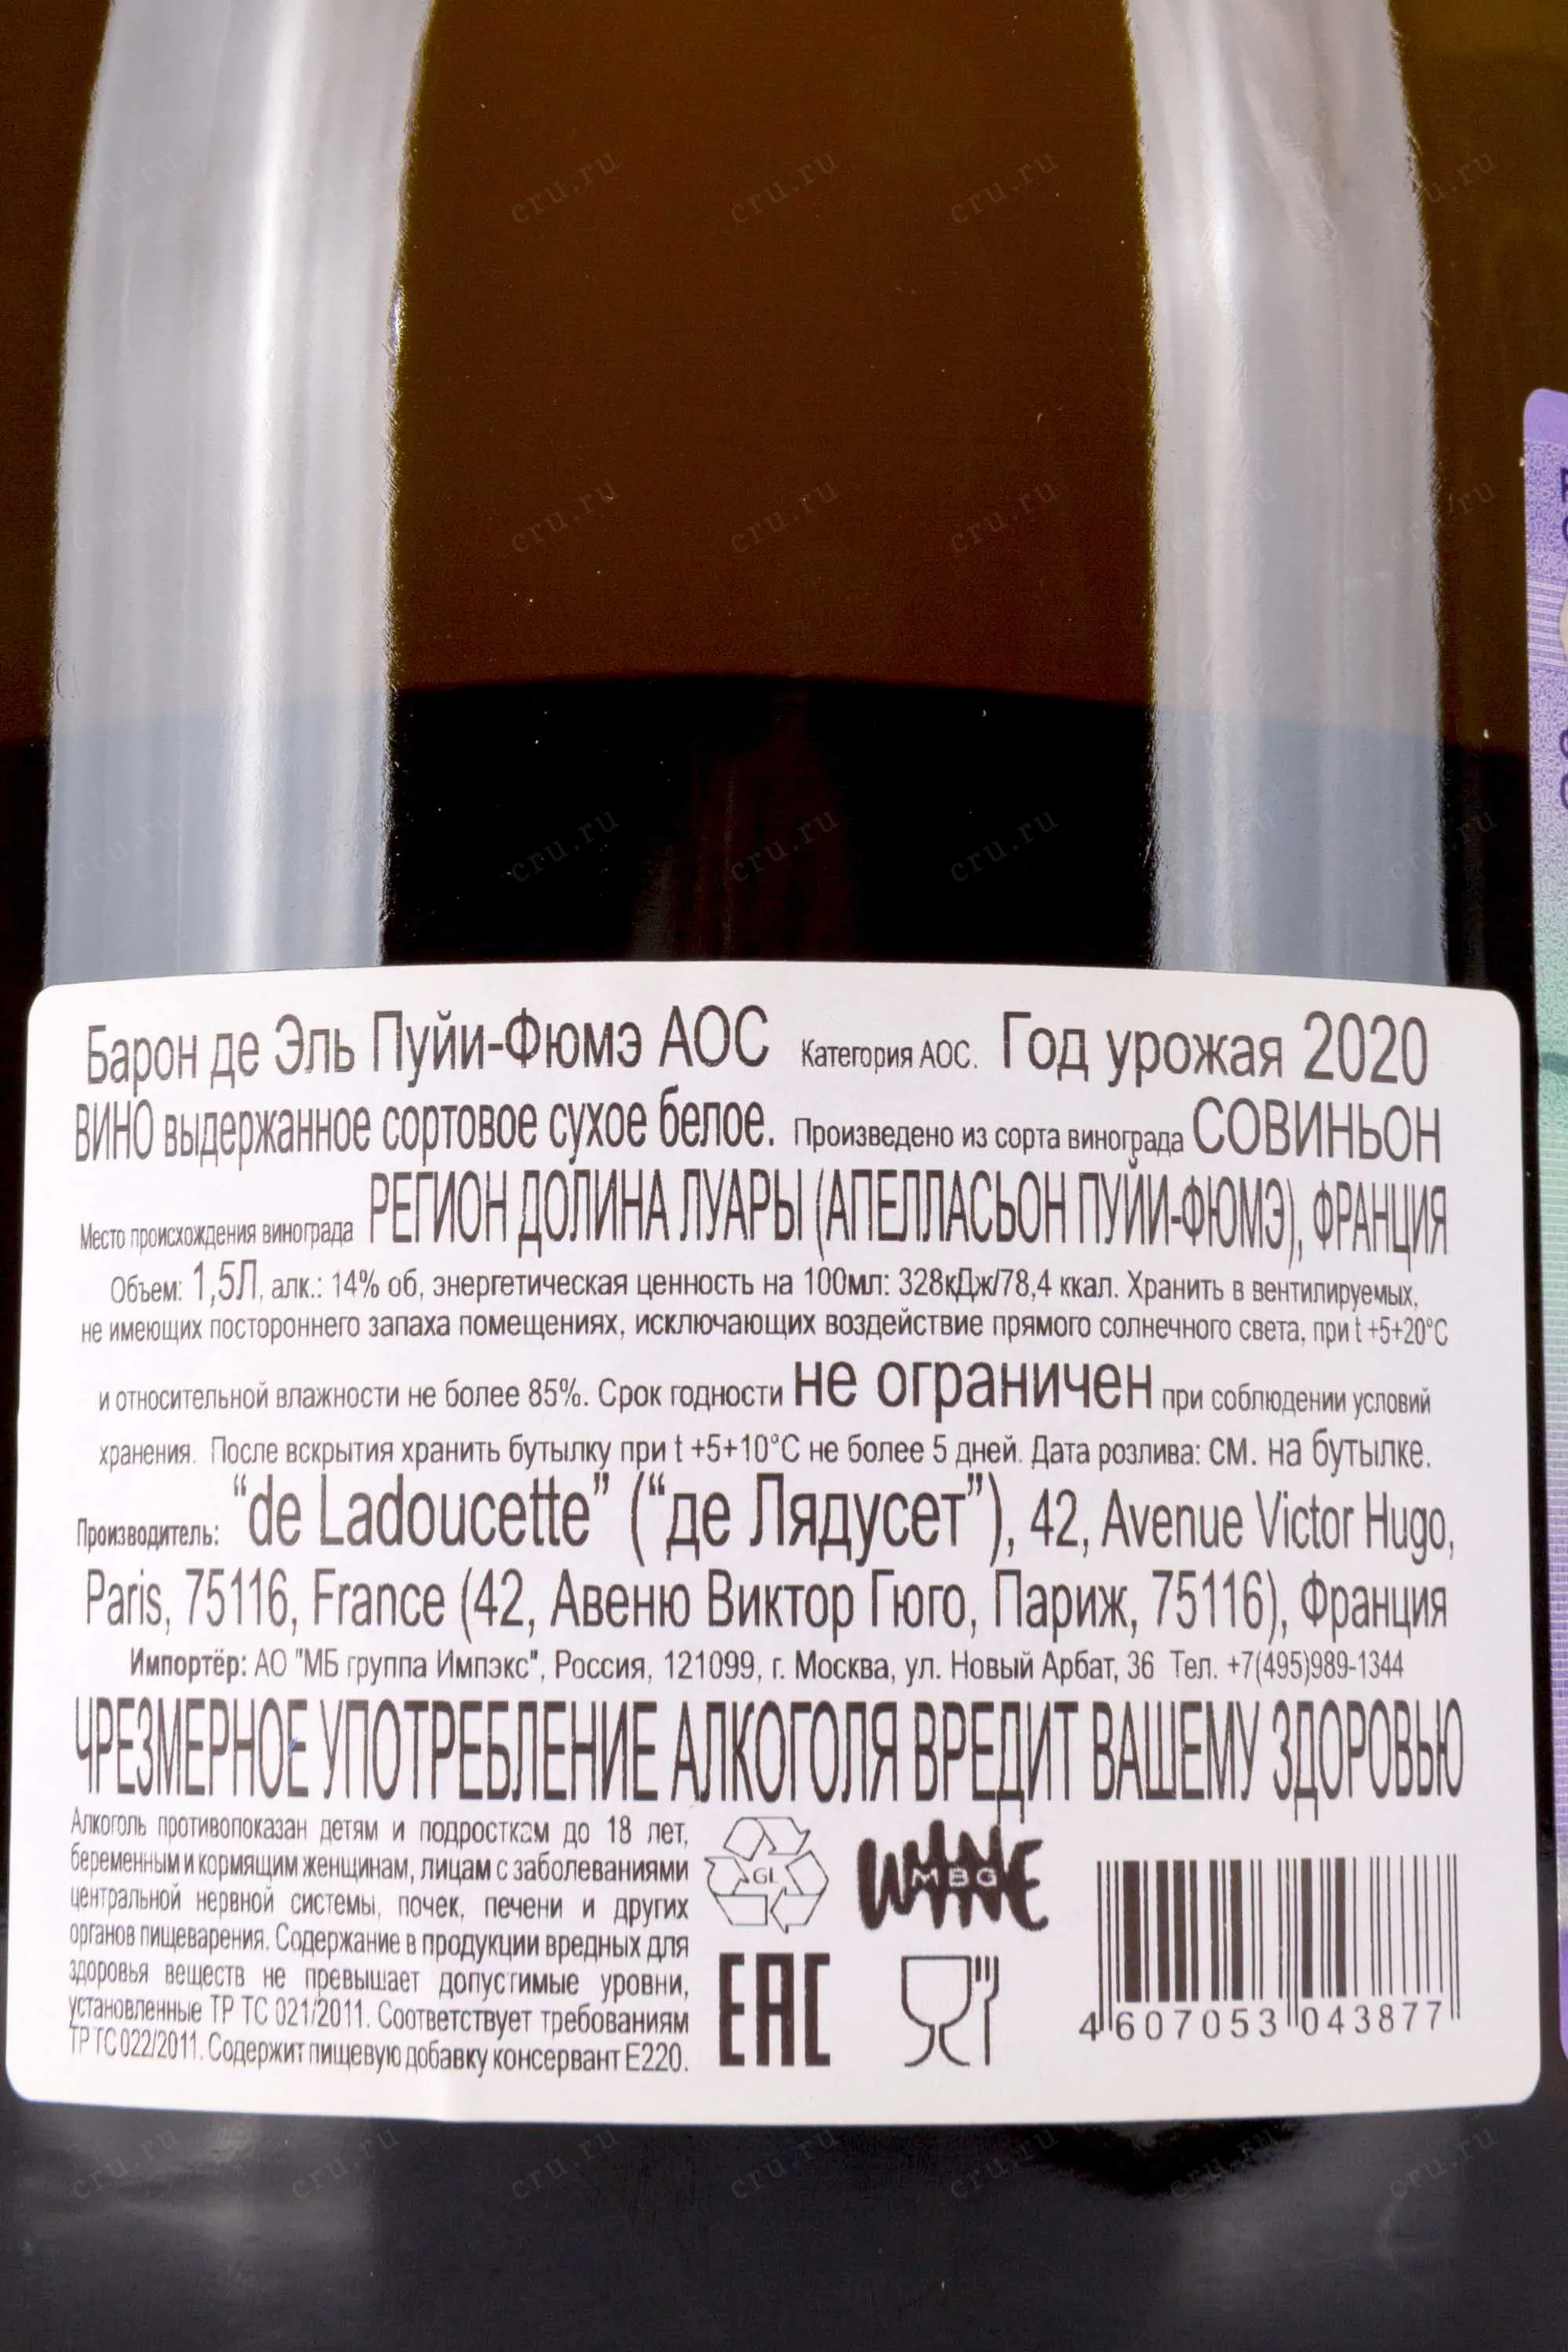 Барон де Эль Пуйи-Фюмэ АОС Категория АОС. Год урожая 2020
ВИНО выдержанное сортовое сухое белое. Произведено из сорта винограда СОВИНЬОН
Место происхождения винограда РЕГИОН ДОЛИНА ЛУАРЫ (АПЕЛЛАСЬОН ПУЙИ-ФЮМЭ), ФРАНЦИЯ
Объем: 1,5Л, алк.: 14% об, энергетическая ценность на 100мл: 328кДж/78,4 ккал. Хранить в вентилируемых,
не имеющих постороннего запаха помещениях, исключающих воздействие прямого солнечного света, при t +5+20°С
и относительной влажности не более 85%. Срок годности не ограничен при соблюдении условий
хранения. После вскрытия хранить бутылку при t +5+10°С не более 5 дней. Дата розлива: см. на бутылке.
Производитель: “de Ladoucette” (“де Лядусет”), 42, Avenue Victor Hugo,
Paris, 75116, France (42, Авеню Виктор Гюго, Париж, 75116), Франция
Импортёр: АО "МБ группа Импэкс", Россия, 121099, г. Москва, ул. Новый Арбат, 36 Тел. +7(495)989-1344
ЧРЕЗМЕРНОЕ УПОТРЕБЛЕНИЕ АЛКОГОЛЯ ВРЕДИТ ВАШЕМУ ЗДОРОВЬЮ
Алкоголь противопоказан детям и подросткам до 18 лет,
беременным и кормящим женщинам, лицам с заболеваниями
центральной нервной системы, почек, печени и других
органов пищеварения. Содержание в продукции вредных для
здоровья веществ не превышает допустимые уровни,
установленные ТР ТС 021/2011. Соответствует требованиям
ТР ТС 022/2011. Содержит пищевую добавку консервант Е220.
GL
WINE
MBG
EAC
4 607053 043877
cru.ru